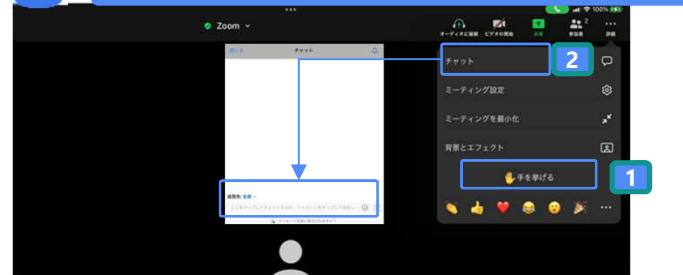 100%
Zoom
2
オーディオに接続 ビデオの開始 共有 参加者 詳細
閉じる チャット
チャット
2
ミーティング設定
ミーティングを最小化
背景とエフェクト
手を挙げる
1
送信先: 全員